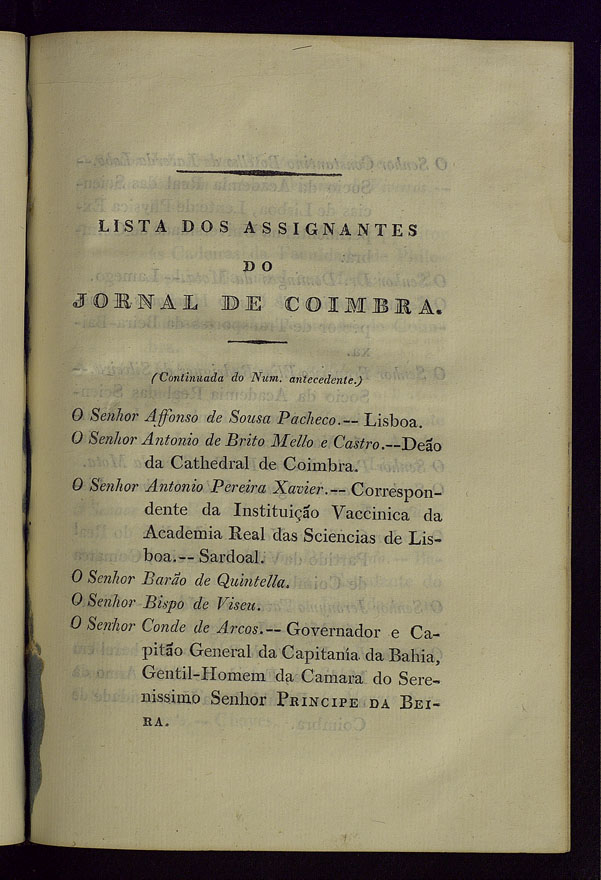 LISTA DOS ASSIGNANTES
DO
JORNAL DE COIMBRA.
(Continuada do Num. antecedente.)
O Senhor Affonso de Sousa Pacheco.-- Lisboa.
O Senhor Antonio de Brito Mello e Castro.--Deão
da Cathedral de Coimbra.
O Senhor Antonio Pereira Xavier.-- Correspon-
dente da Instituição Vaccinica da
Academia Real das Sciencias de Lis-
boa.-- Sardoal.
O Senhor Barão de Quintella.
O Senhor Bispo de Viseu.
O Senhor Conde de Arcos.-- Governador e Ca-
pitão General da Capitanía da Bahia,
Gentil-Homem da Camara do Sere-
nissimo Senhor PRINCIPE DA BEI-
RA.